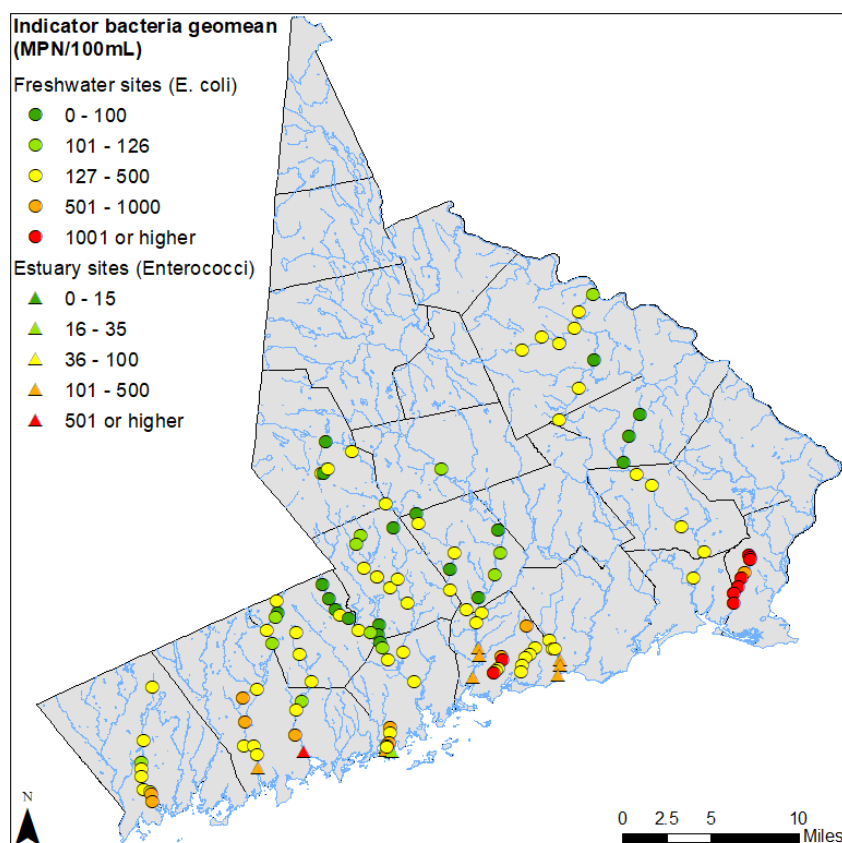 Indicator bacteria geomean
(MPN/100mL)
Freshwater sites (E. coli)
0 - 100
101 - 126
127 - 500
501 - 1000
1001 or higher
Estuary sites (Enterococci)
0 - 15
16 - 35
36 - 100
101 - 500
501 or higher
N
0 2.5 5 10
Miles